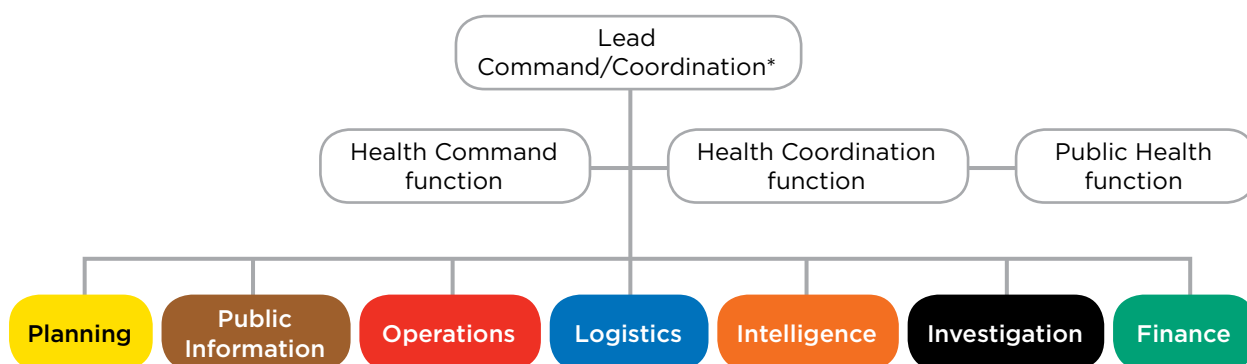 Lead
Command/Coordination*
Health Command
function
Health Coordination
function
Public Health
function
Planning
Public
Information
Operations
Logistics
Intelligence
Investigation
Finance